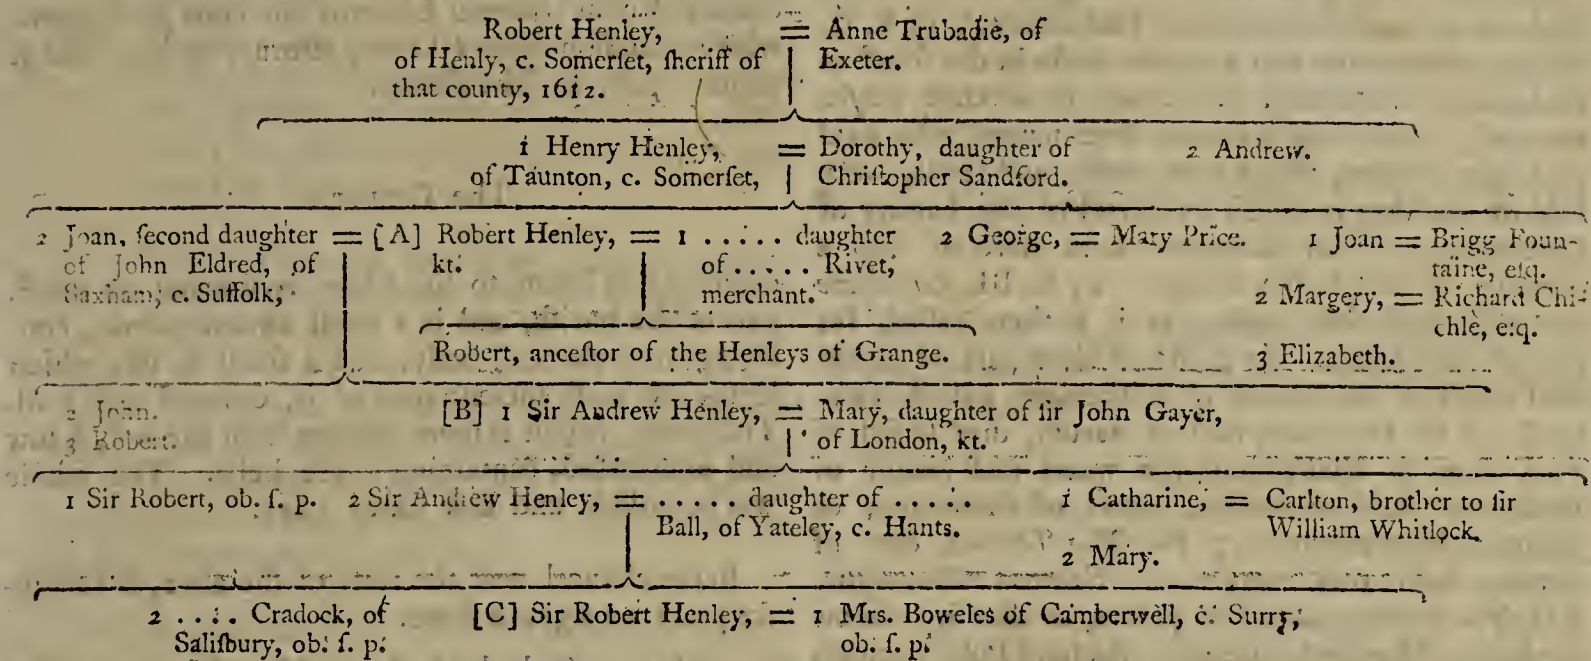 Robert Henley, = Anne Trubadie, of
of Henly, c. Somerſet, ſheriff of Exeter.
that county, 1612.
1 Henry Henley, = Dorothy, daughter of 2 Andrew.
of Taunton, c. Somerſet, Chriſtopher Sandford.
2 Joan, ſecond daughter = [A] Robert Henley, = 1 ..... daughter 2 George, = Mary Price. 1 Joan = Brigg Foun-
of John Eldred, of kt. of ..... Rivet, taine, eſq.
Saxham, c. Suffolk, merchant. 2 Margery, = Richard Chi-
chle, eſq.
Robert, anceſtor of the Henleys of Grange. 3 Elizabeth.
2 John. [B] 1 Sir Andrew Henley, = Mary, daughter of ſir John Gayer,
3 Robert. of London, kt.
1 Sir Robert, ob. ſ. p. 2 Sir Andrew Henley, = ..... daughter of ..... 1 Catharine, = Carlton, brother to ſir
Ball, of Yateley, c. Hants. William Whitlock.
2 Mary.
2 .... Cradock, of [C] Sir Robert Henley, = 1 Mrs. Boweles of Camberwell, c. Surry,
Saliſbury, ob. ſ. p. ob. ſ. p.